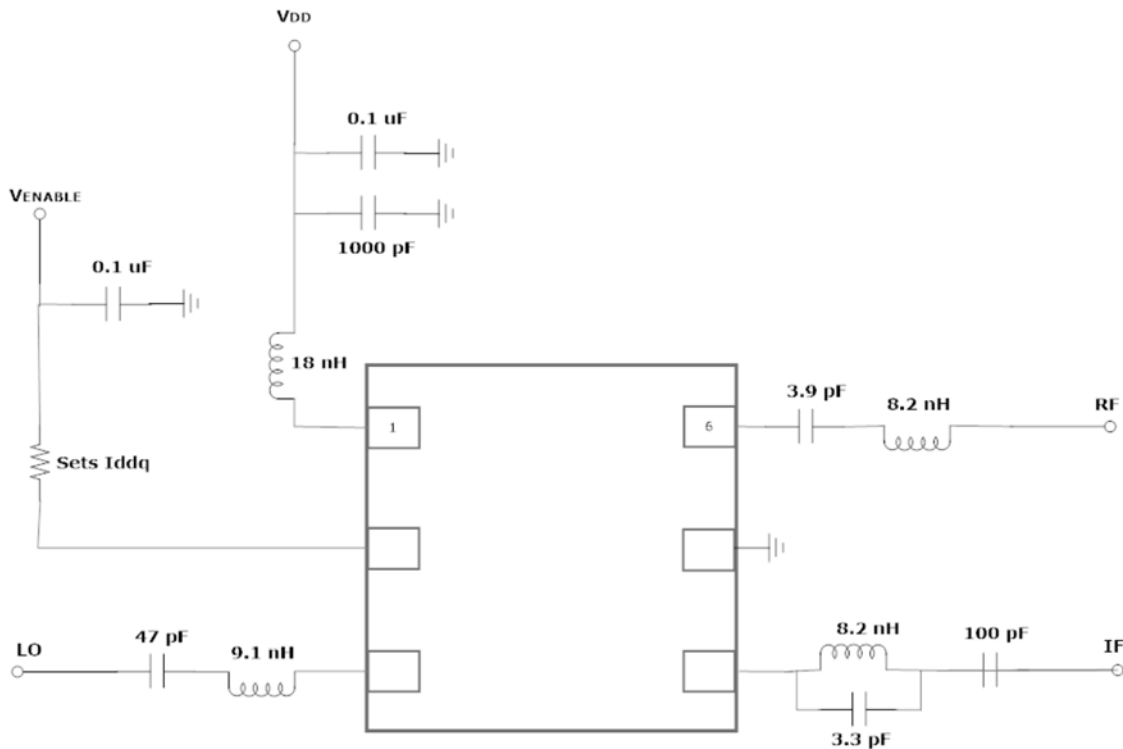 VDD
0.1 uF
VENABLE
1000 pF
0.1 uF
18 nH
3.9 pF
8.2 nH
RF
1
6
Sets Iddq
8.2 nH
47 pF
100 pF
LO
9.1 nH
IF
3.3 pF